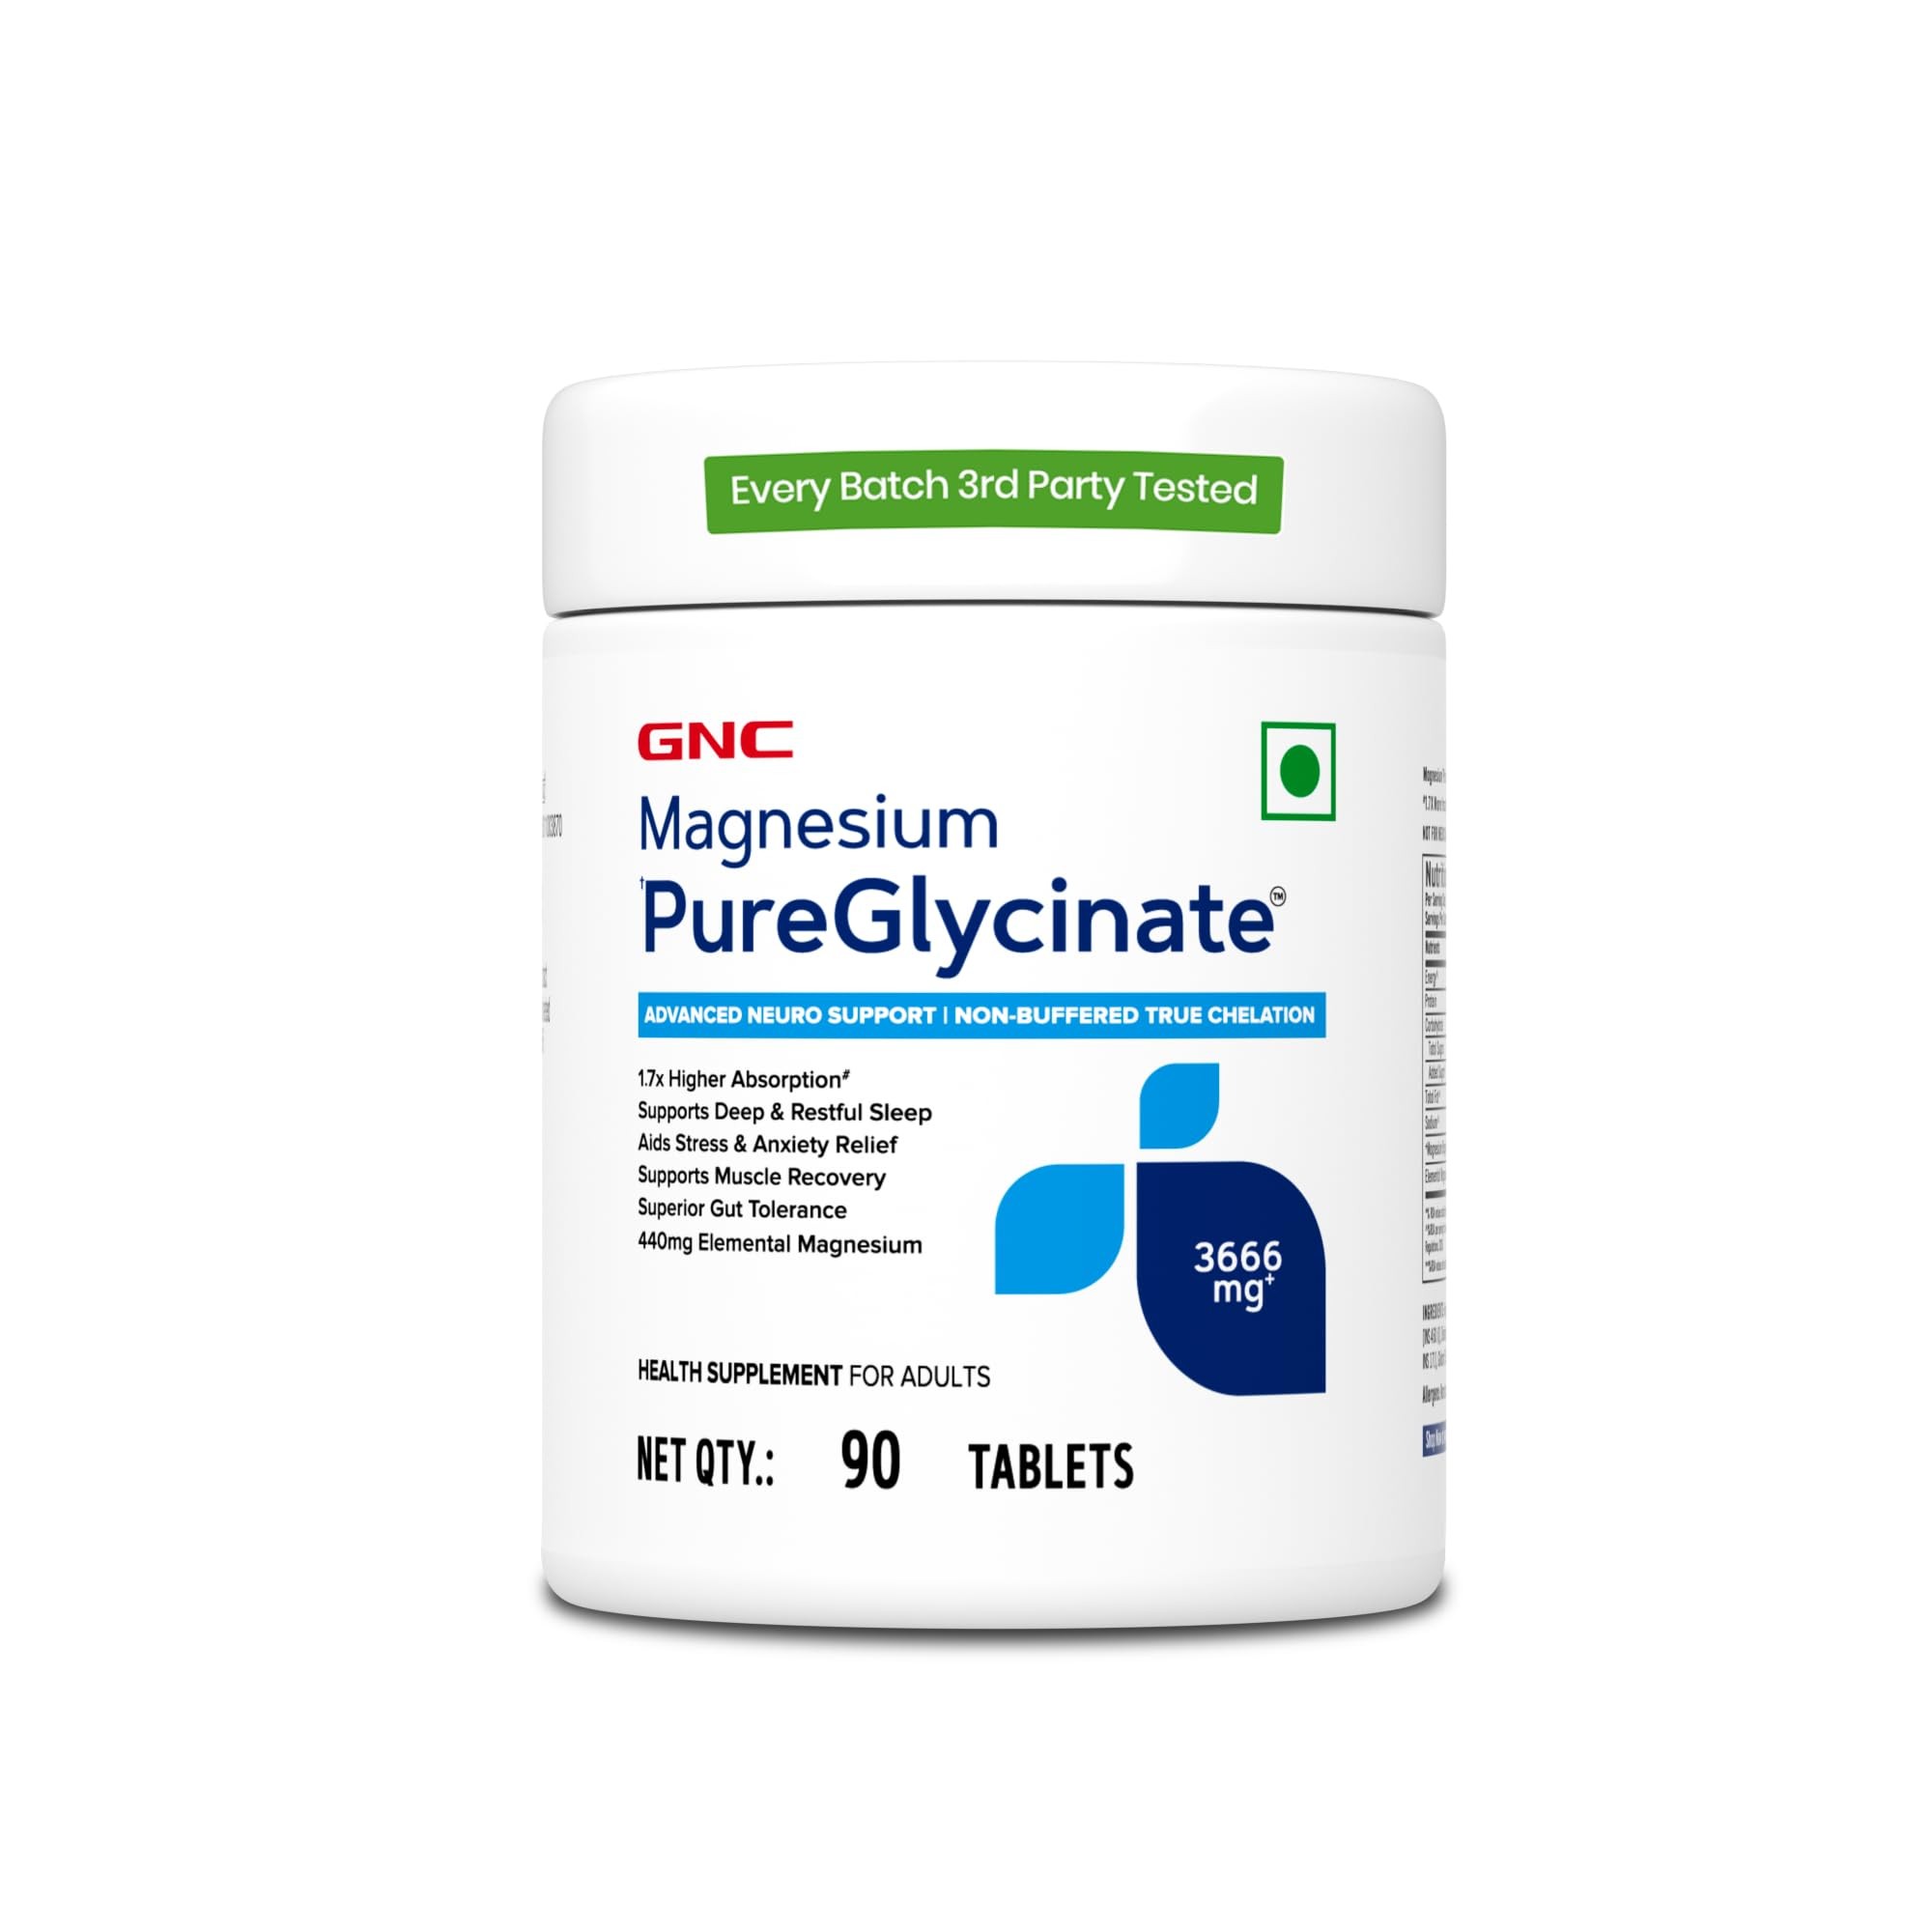 Every Batch 3rd Party Tested
GNC
Magnesium
†PureGlycinate™
ADVANCED NEURO SUPPORT | NON-BUFFERED TRUE CHELATION
1.7x Higher Absorption#
Supports Deep & Restful Sleep
Aids Stress & Anxiety Relief
Supports Muscle Recovery
Superior Gut Tolerance
440mg Elemental Magnesium
3666
mg+
HEALTH SUPPLEMENT FOR ADULTS
NET QTY.: 90 TABLETS